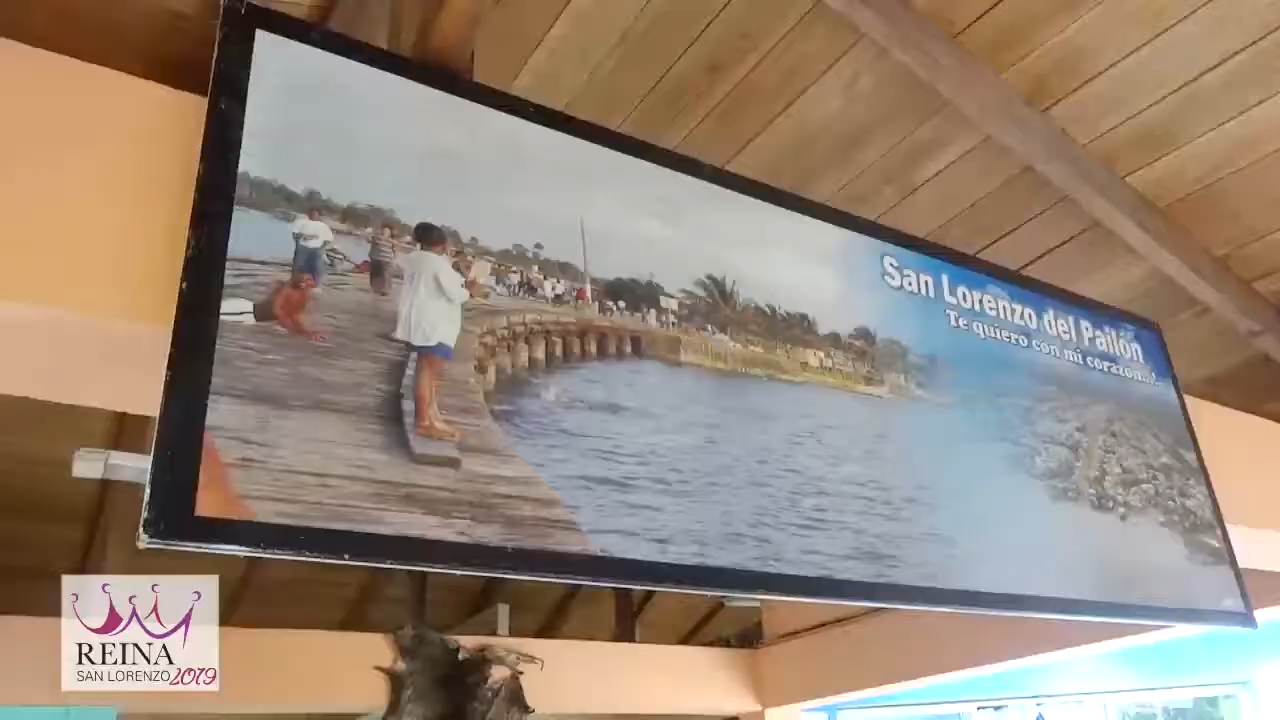 San Lorenzo del Pailón
Te quiero con mi corazón...!
REINA
SAN LORENZO 2019